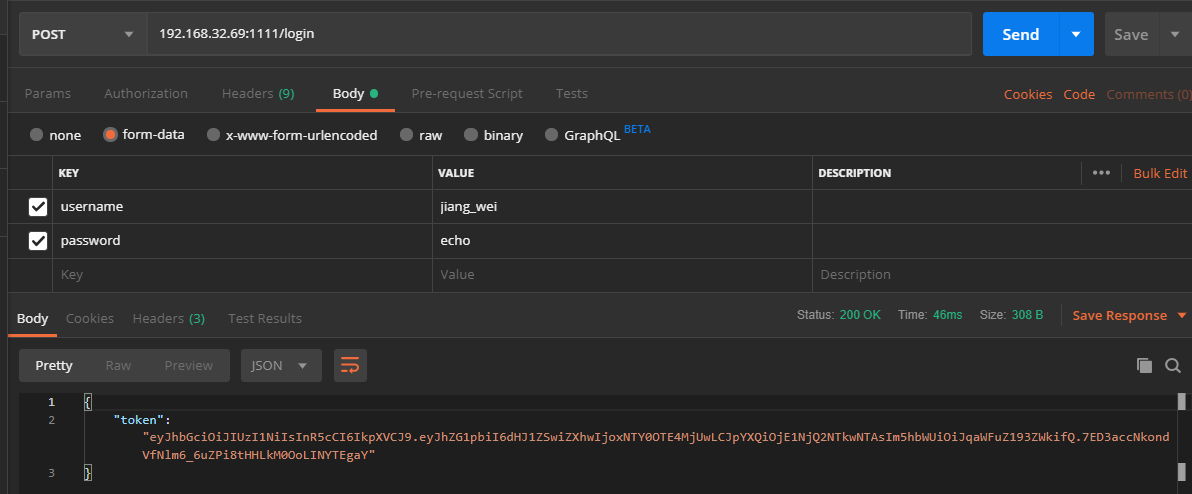 POST 192.168.32.69:1111/login Send Save
Params Authorization Headers (9) Body Pre-request Script Tests Cookies Code Comments (0)
none form-data x-www-form-urlencoded raw binary GraphQL BETA
KEY VALUE DESCRIPTION ••• Bulk Edit
username jiang_wei
password echo
Key Value Description
Body Cookies Headers (3) Test Results Status: 200 OK Time: 46ms Size: 308 B Save Response
Pretty Raw Preview JSON
1 {
2 "token":
"eyJhbGciOiJIUzI1NiIsInR5cCI6IkpXVCJ9.eyJhZG1pbiI6dHJ1ZSwiZXhwIjoxNTY0OTE4MjUwLCJpYXQiOjE1NjQ2NTkwNTAsIm5hbWUiOiJqaWFuZ193ZWkifQ.7ED3accNkond
VfNlm6_6uZPi8tHHLkM0OoLINYTEgaY"
3 }